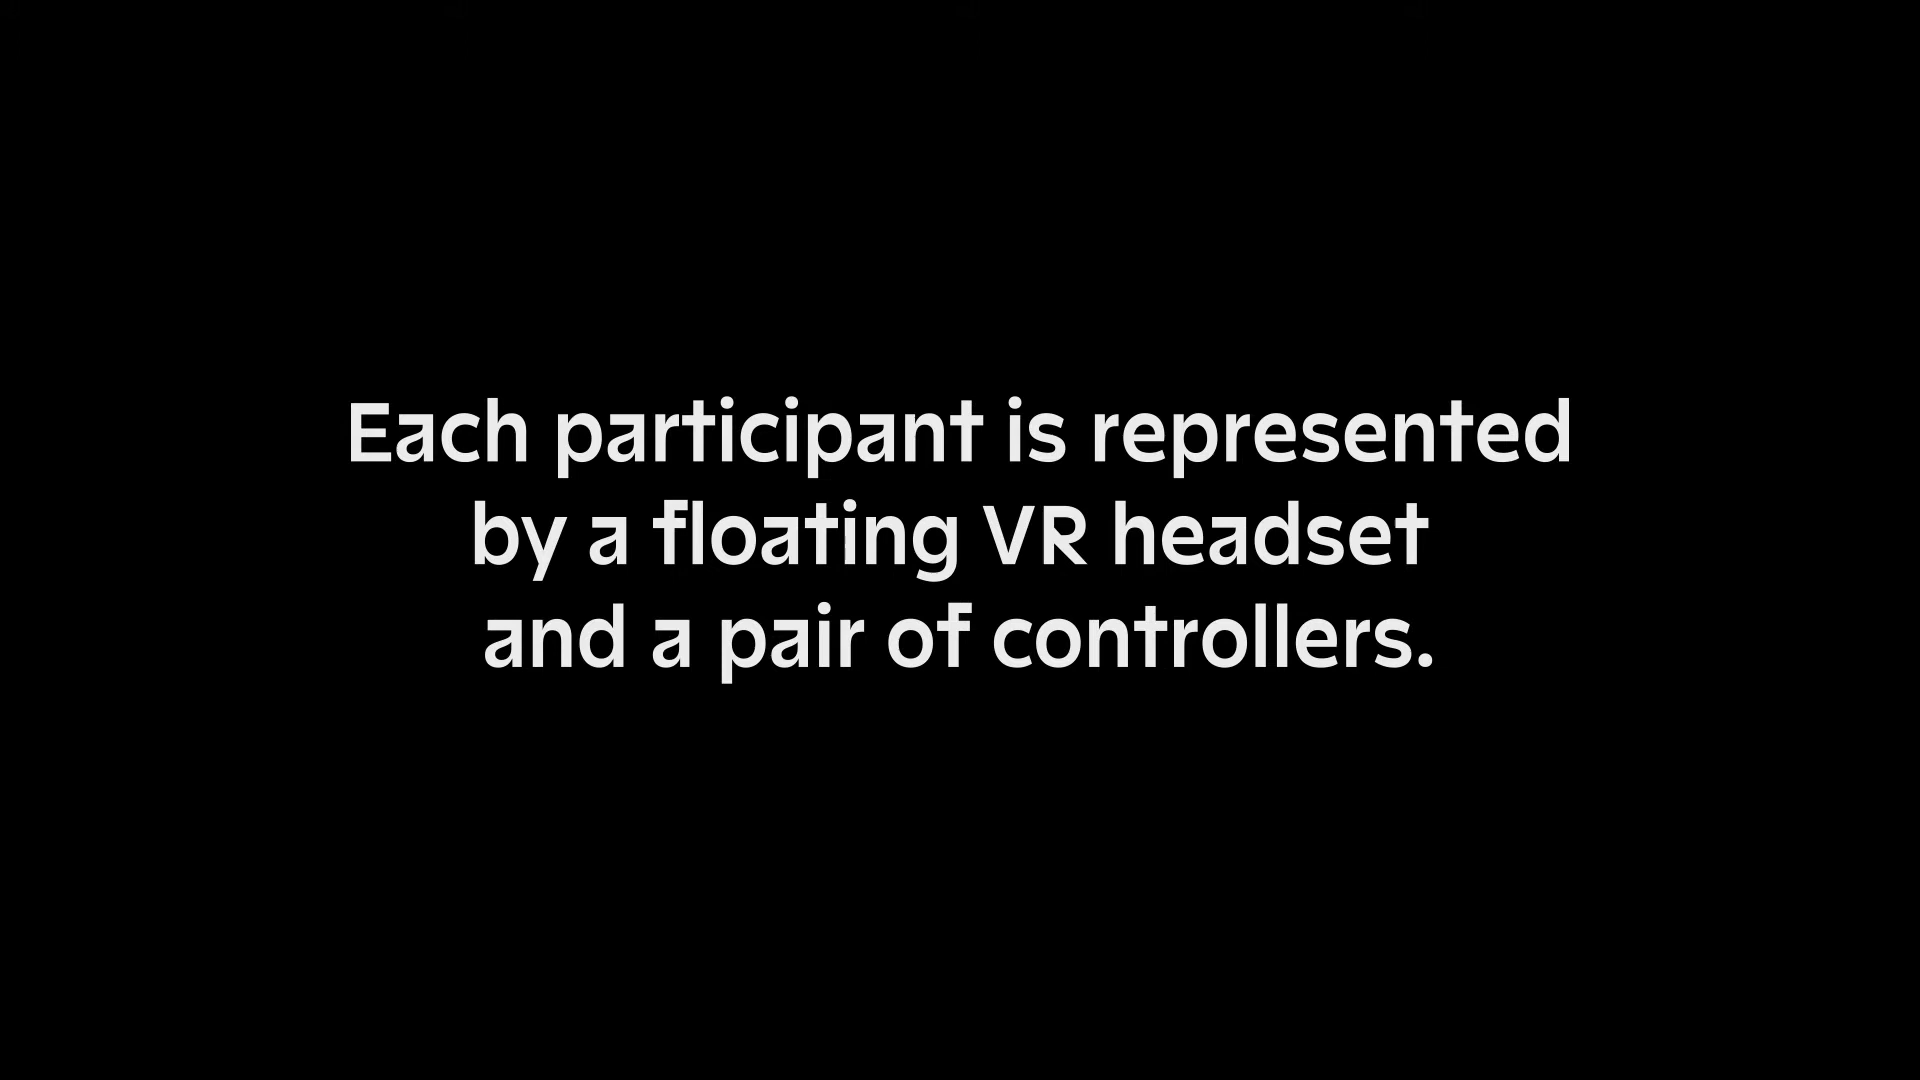 Each participant is represented
by a floating VR headset
and a pair of controllers.